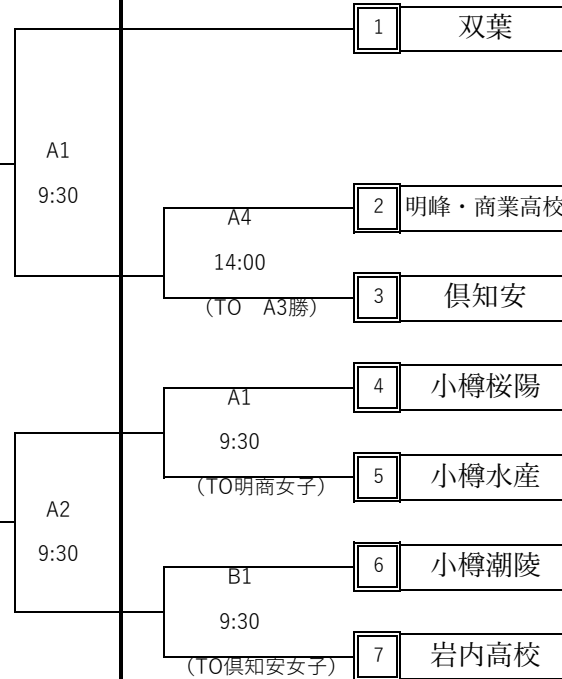 1 双葉
A1
9:30
2 明峰・商業高校
A4
14:00
(TO A3勝)
3 倶知安
4 小樽桜陽
A1
9:30
(TO明商女子)
5 小樽水産
A2
9:30
6 小樽潮陵
B1
9:30
(TO倶知安女子)
7 岩内高校